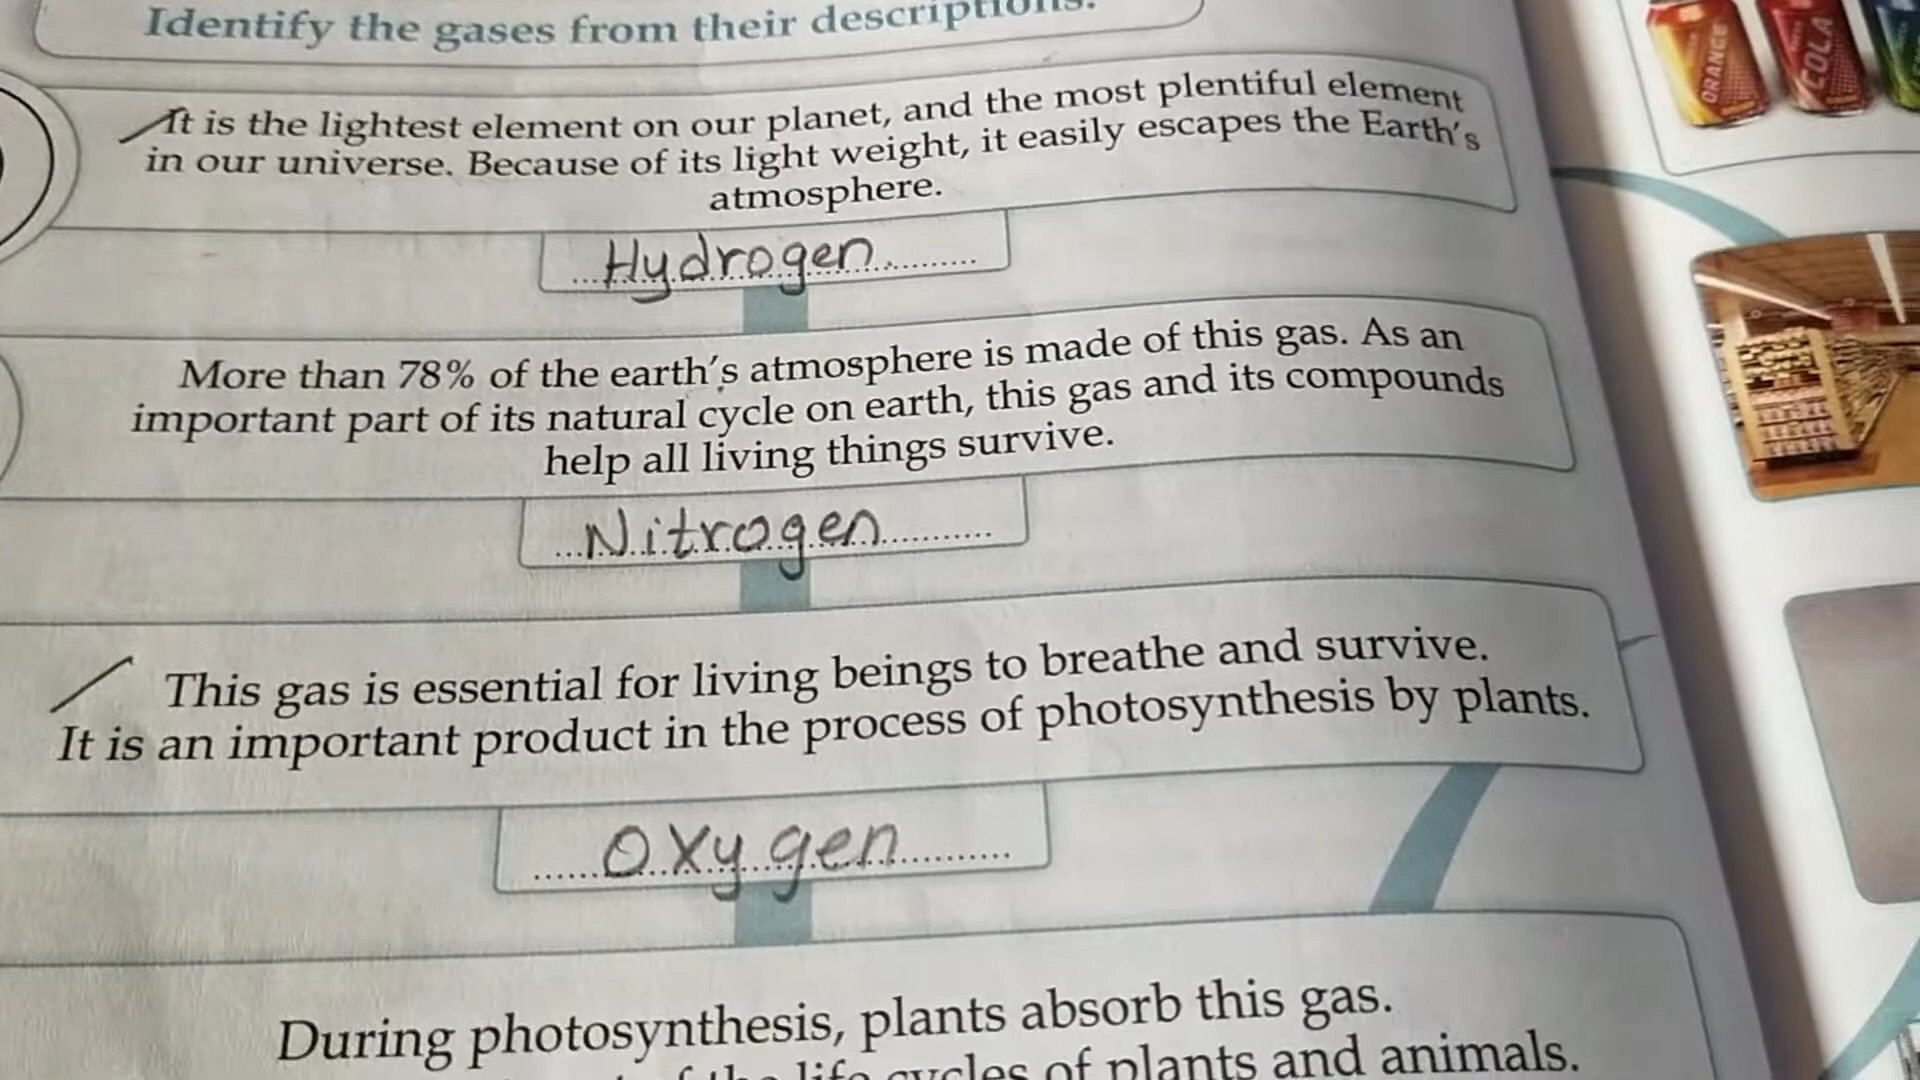 Identify the gases from their descriptions.
It is the lightest element on our planet, and the most plentiful element
in our universe. Because of its light weight, it easily escapes the Earth's
atmosphere.
Hydrogen
More than 78% of the earth's atmosphere is made of this gas. As an
important part of its natural cycle on earth, this gas and its compounds
help all living things survive.
Nitrogen
This gas is essential for living beings to breathe and survive.
It is an important product in the process of photosynthesis by plants.
Oxygen
During photosynthesis, plants absorb this gas.
of the life cycles of plants and animals.
ORANGE
COLA